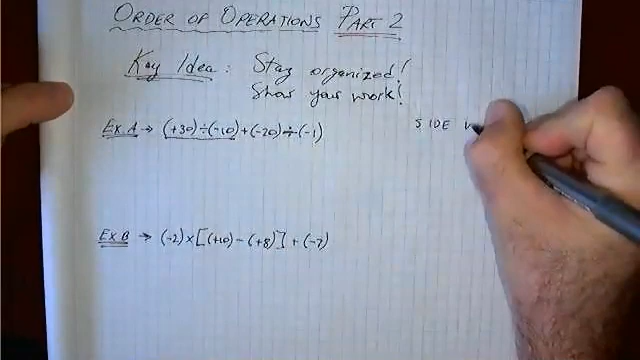 ORDER OF OPERATIONS PART 2
Key Idea: Stay organized!
Show your work!
Ex. A → (+30)÷(-10)+(-20)÷(-1)
SIDE
Ex. B → (-2)×[(+10)-(+8)]+(-7)